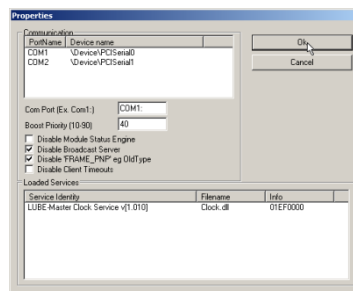 Properties
Communication
PortName Device name
COM1 \Device\PCISerial0
COM2 \Device\PCISerial1
Ok
Cancel
Com Port (Ex. Com1:) COM1:
Boost Priority (10-90) 40
Disable Module Status Engine
Disable Broadcast Server
Disable 'FRAME_PNP' eg OldType
Disable Client Timeouts
Loaded Services
Service Identity Filename Info
LUBE-Master Clock Service v[1.010] Clock.dll 01EF0000